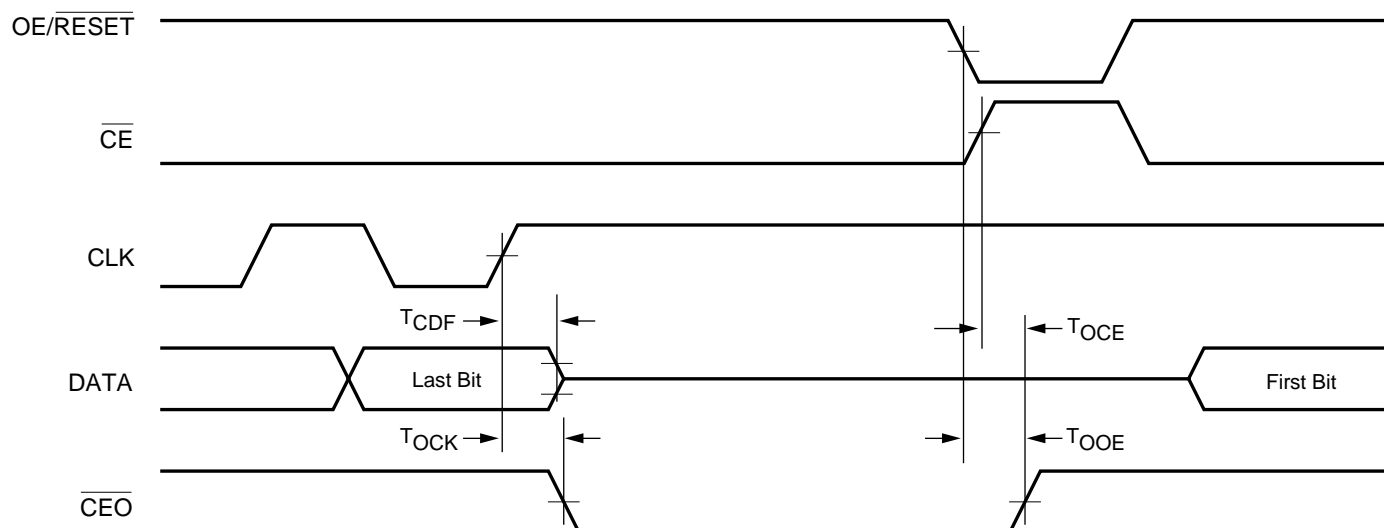 OE/RESET
CE
CLK
TCDF
TOCE
DATA
Last Bit
First Bit
TOCK
TOOE
CEO